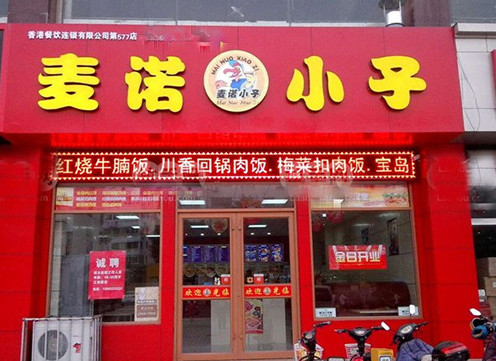 香港餐饮连锁有限公司第577店
麦诺 小子
MAI NUO XIAO ZI
麦诺小子
红烧牛腩饭.川香回锅肉饭.梅菜扣肉饭.宝岛
诚聘
今日开业
欢迎 光临
欢迎 光临